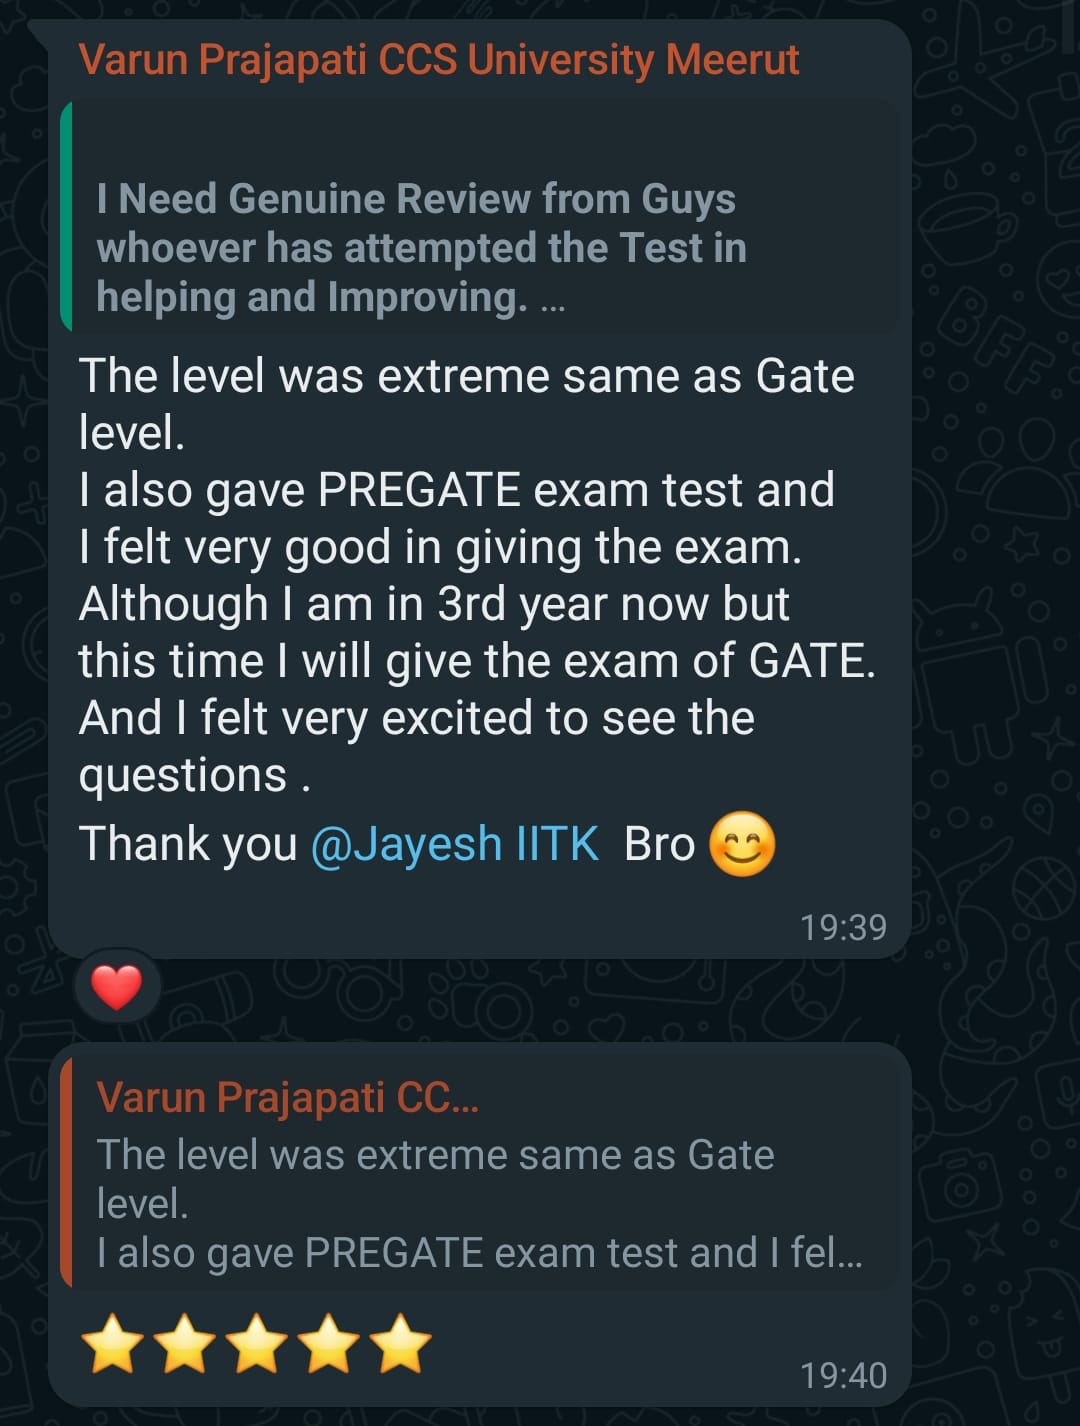 Varun Prajapati CCS University Meerut
I Need Genuine Review from Guys
whoever has attempted the Test in
helping and Improving. ...
The level was extreme same as Gate
level.
I also gave PREGATE exam test and
I felt very good in giving the exam.
Although I am in 3rd year now but
this time I will give the exam of GATE.
And I felt very excited to see the
questions .
Thank you @Jayesh IITK  Bro 😊
19:39
❤️
Varun Prajapati CC...
The level was extreme same as Gate
level.
I also gave PREGATE exam test and I fel...
⭐⭐⭐⭐⭐
19:40